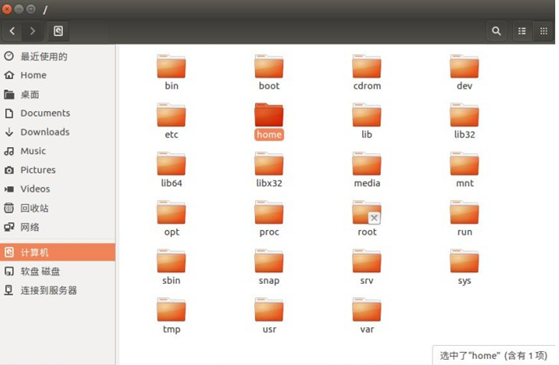 /
最近使用的
Home
桌面
Documents
Downloads
Music
Pictures
Videos
回收站
网络
计算机
软盘 磁盘
连接到服务器
bin boot cdrom dev
etc home lib lib32
lib64 libx32 media mnt
opt proc root run
sbin snap srv sys
tmp usr var
选中了"home" (含有 1 项)